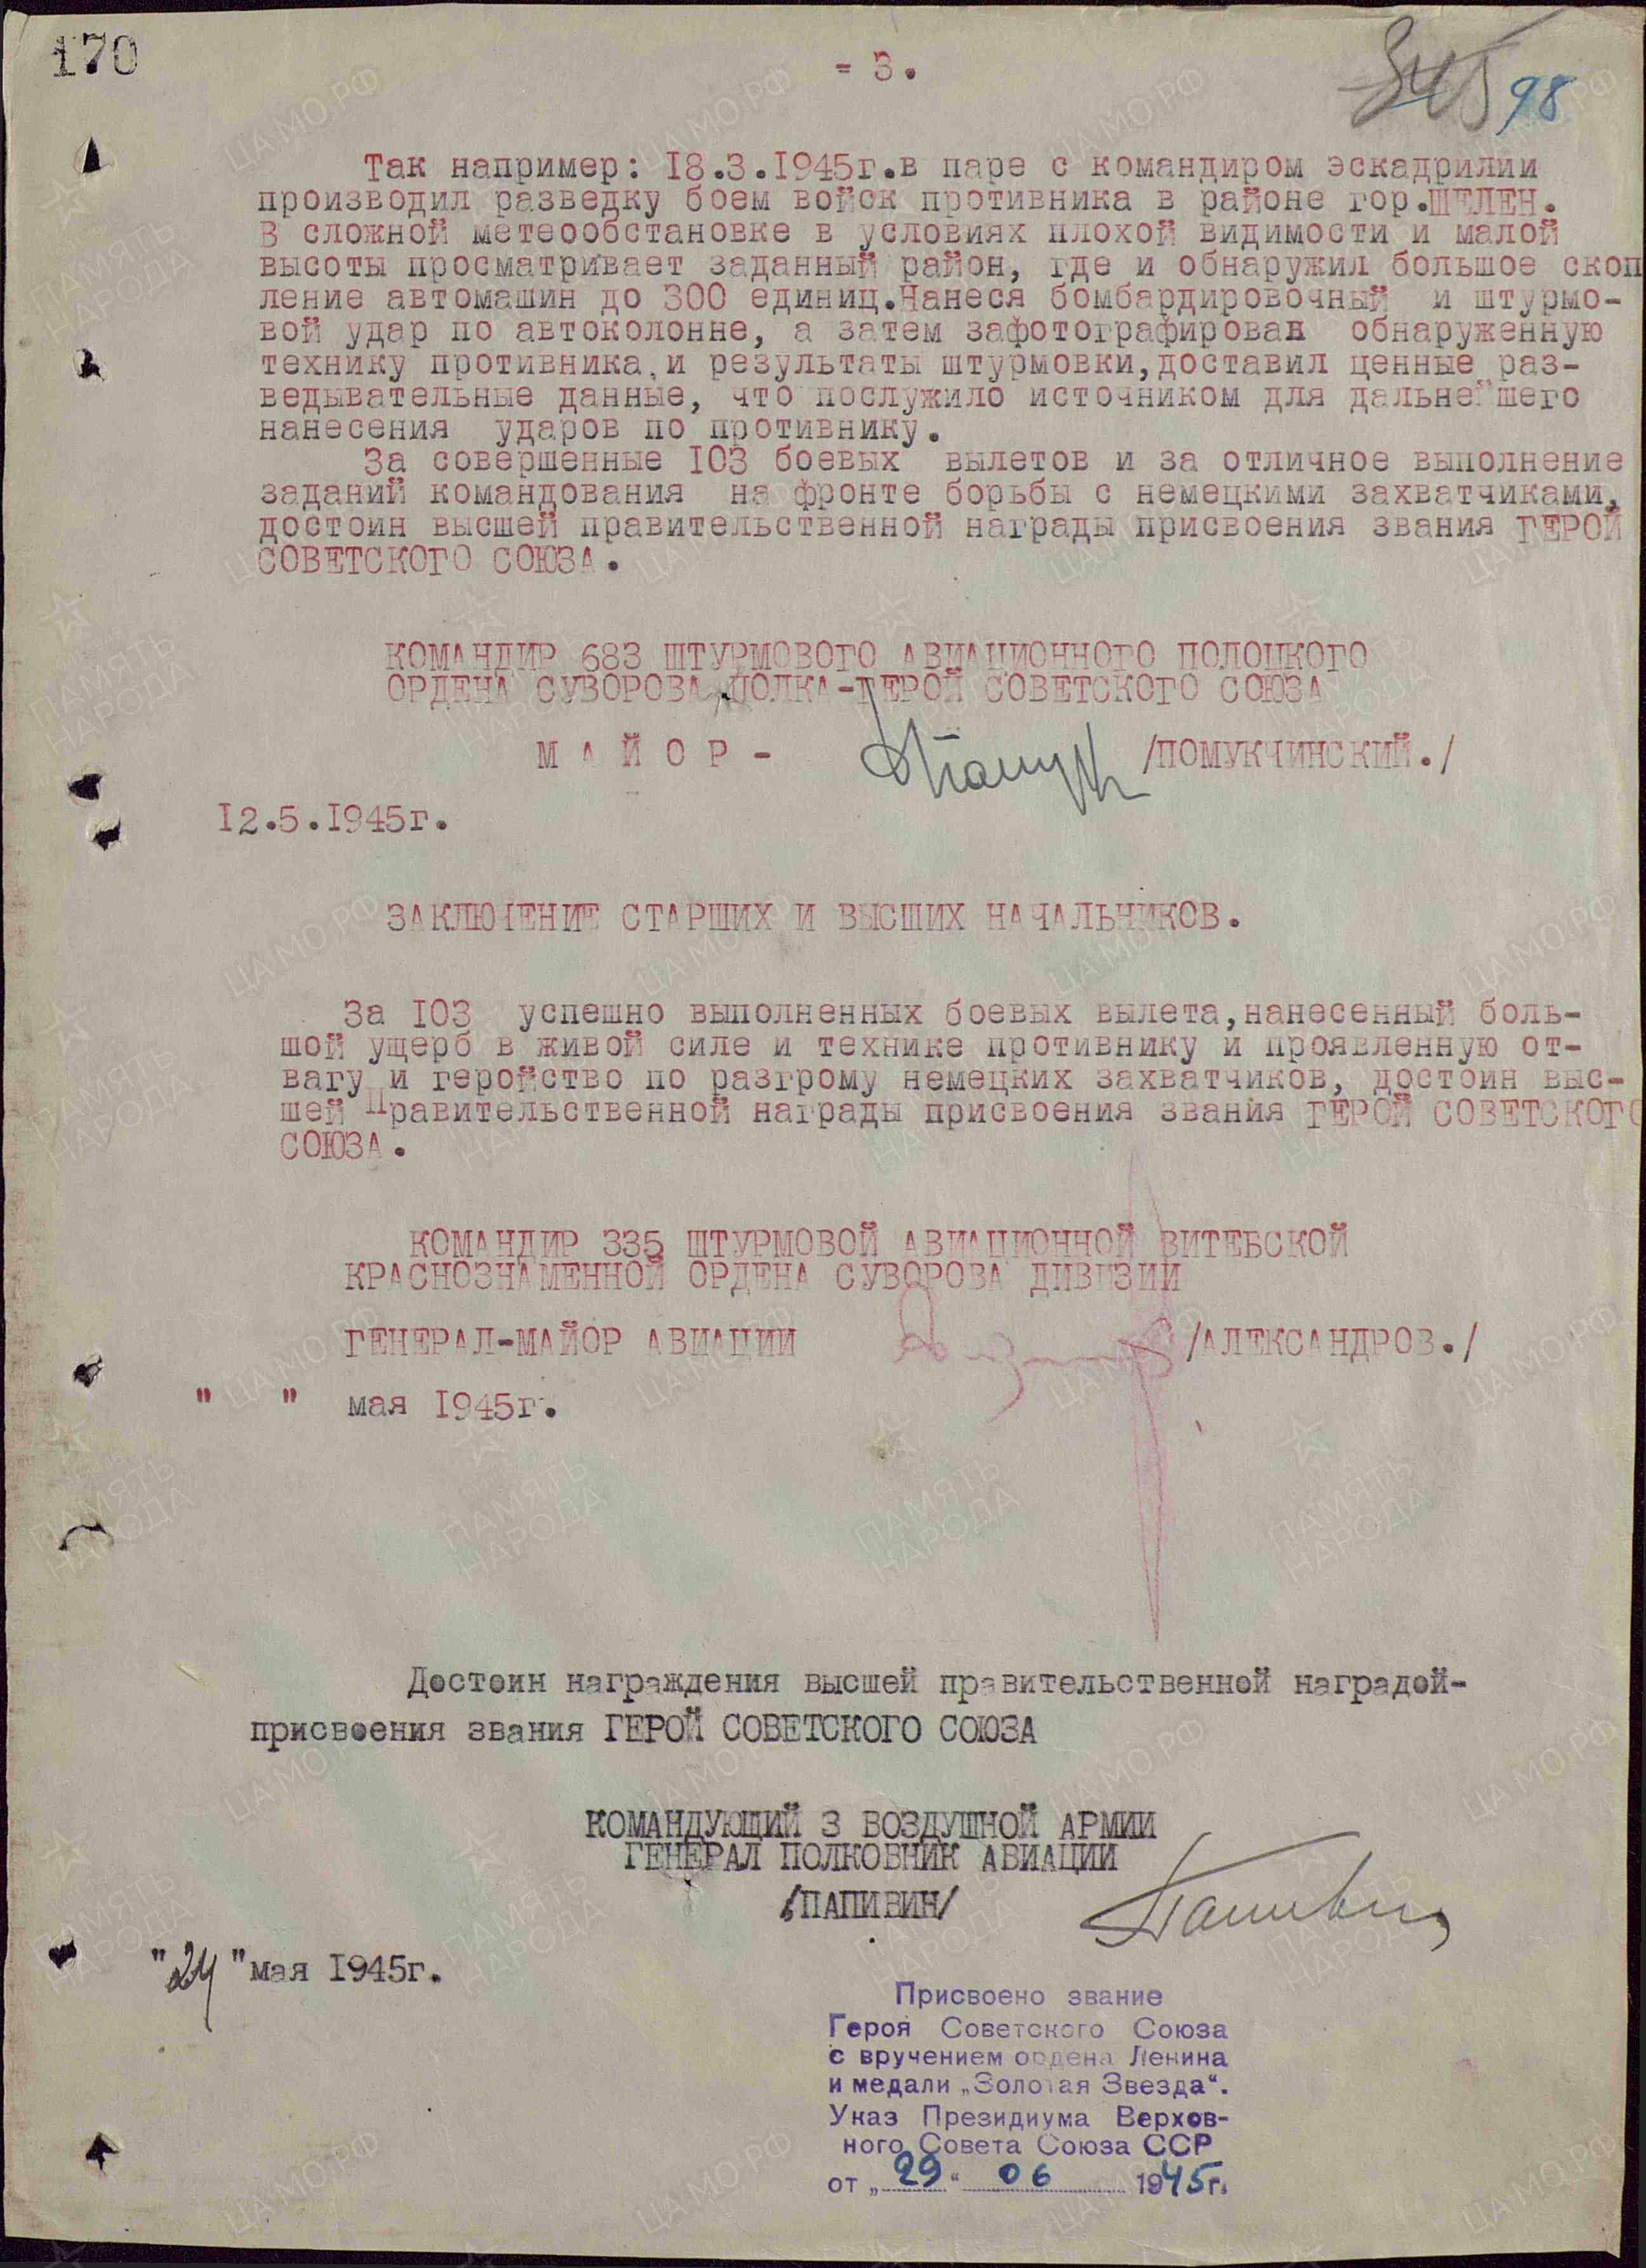 170
- 3.
345 98
Так например: 18.3.1945г.в паре с командиром эскадрилии
производил разведку боем войск противника в районе гор.ШЕЛЕН.
В сложной метеообстановке в условиях плохой видимости и малой
высоты просматривает заданный район, где и обнаружил большое скоп
ление автомашин до 300 единиц.Нанеся бомбардировочный и штурмо-
вой удар по автоколонне, а затем зафотографировал обнаруженную
технику противника,и результаты штурмовки,доставил ценные раз-
ведывательные данные, что послужило источником для дальнейшего
нанесения ударов по противнику.
За совершенные 103 боевых вылетов и за отличное выполнение
заданий командования на фронте борьбы с немецкими захватчиками,
достоин высшей правительственной награды присвоения звания ГЕРОЙ
СОВЕТСКОГО СОЮЗА.
КОМАНДИР 683 ШТУРМОВОГО АВИАЦИОННОГО ПОЛОЦКОГО
ОРДЕНА СУВОРОВА ПОЛКА-ГЕРОЙ СОВЕТСКОГО СОЮЗА
М А Й О Р - /ПОМУКЧИНСКИЙ./
12.5.1945г.
ЗАКЛЮЧЕНИЕ СТАРШИХ И ВЫСШИХ НАЧАЛЬНИКОВ.
За 103 успешно выполненных боевых вылета,нанесенный боль-
шой ущерб в живой силе и технике противнику и проявленную от-
вагу и геройство по разгрому немецких захватчиков, достоин выс-
шей Правительственной награды присвоения звания ГЕРОЙ СОВЕТСКОГО
СОЮЗА.
КОМАНДИР 335 ШТУРМОВОЙ АВИАЦИОННОЙ ВИТЕБСКОЙ
КРАСНОЗНАМЕННОЙ ОРДЕНА СУВОРОВА ДИВИЗИИ
ГЕНЕРАЛ-МАЙОР АВИАЦИИ /АЛЕКСАНДРОВ./
" " мая 1945г.
Достоин награждения высшей правительственной наградой-
присвоения звания ГЕРОЙ СОВЕТСКОГО СОЮЗА
КОМАНДУЮЩИЙ 3 ВОЗДУШНОЙ АРМИИ
ГЕНЕРАЛ ПОЛКОВНИК АВИАЦИИ
/ПАПИВИН/
"24" мая 1945г.
Присвоено звание
Героя Советского Союза
с вручением ордена Ленина
и медали „Золотая Звезда“.
Указ Президиума Верхов-
ного Совета Союза ССР
от „29“ 06 1945г.